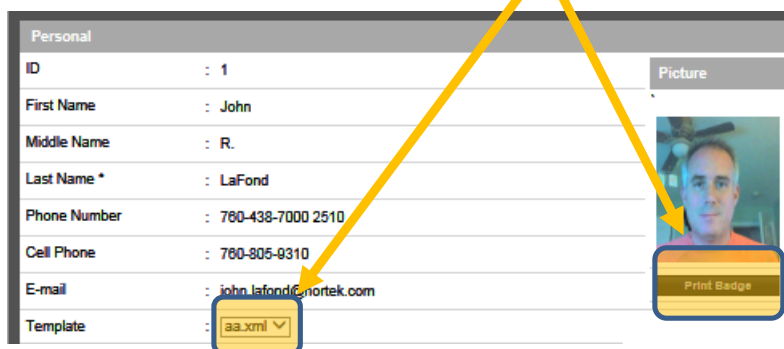 Personal
ID : 1
Picture
First Name : John
Middle Name : R.
Last Name * : LaFond
Phone Number : 760-438-7000 2510
Cell Phone : 760-805-9310
E-mail : john.lafond@nortek.com
Print Badge
Template : aa.xml